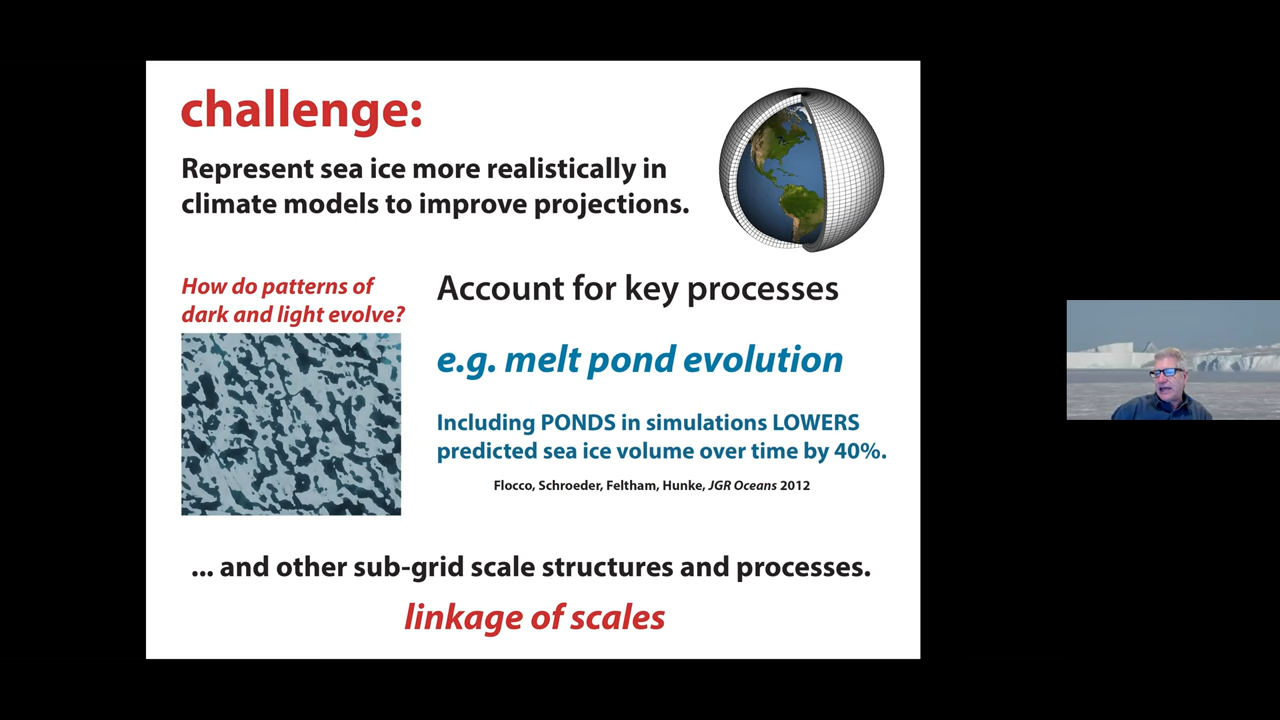 challenge:
Represent sea ice more realistically in
climate models to improve projections.
How do patterns of
dark and light evolve?
Account for key processes
e.g. melt pond evolution
Including PONDS in simulations LOWERS
predicted sea ice volume over time by 40%.
Flocco, Schroeder, Feltham, Hunke, JGR Oceans 2012
... and other sub-grid scale structures and processes.
linkage of scales